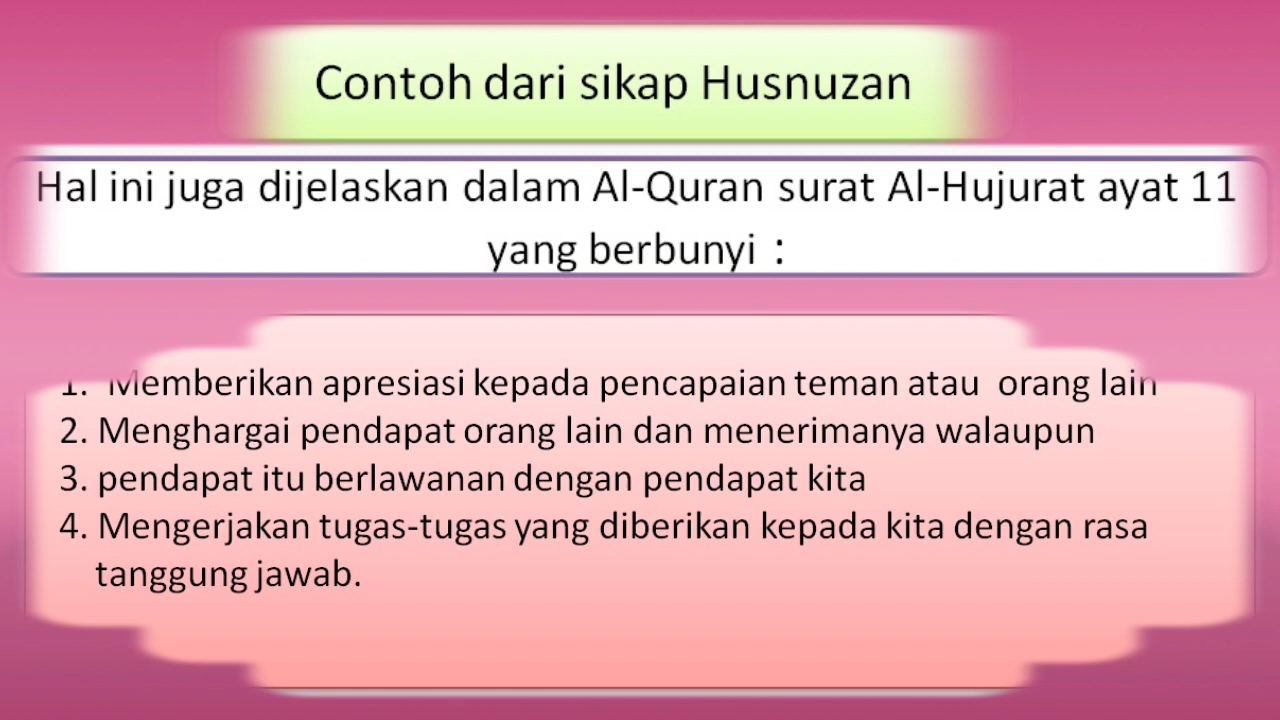 Contoh dari sikap Husnuzan
Hal ini juga dijelaskan dalam Al-Quran surat Al-Hujurat ayat 11
yang berbunyi :
1. Memberikan apresiasi kepada pencapaian teman atau orang lain
2. Menghargai pendapat orang lain dan menerimanya walaupun
3. pendapat itu berlawanan dengan pendapat kita
4. Mengerjakan tugas-tugas yang diberikan kepada kita dengan rasa
tanggung jawab.